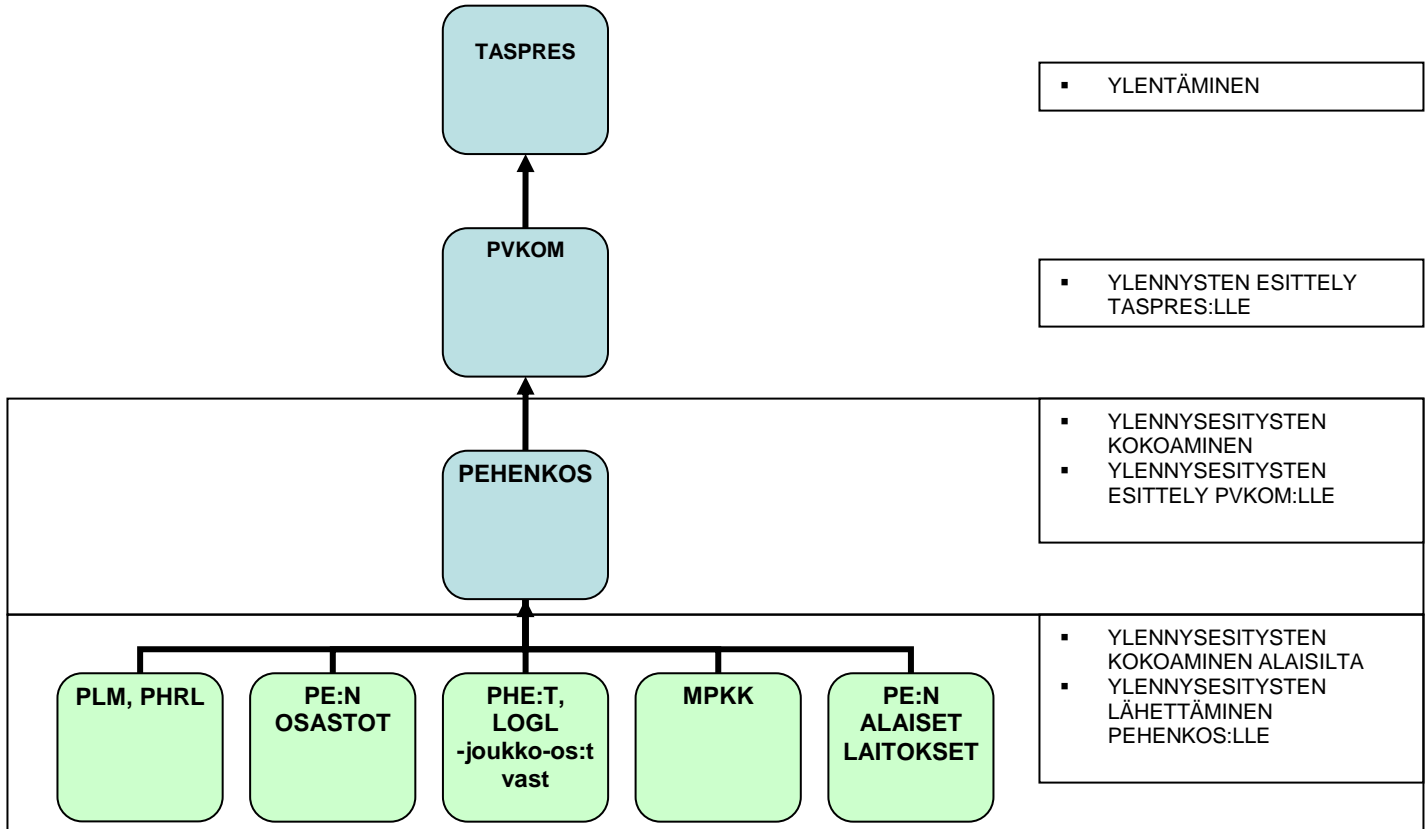 TASPRES
▪ YLENTÄMINEN
PVKOM
▪ YLENNYSTEN ESITTELY
TASPRES:LLE
PEHENKOS
▪ YLENNYSESITYSTEN
KOKOAMINEN
▪ YLENNYSESITYSTEN
ESITTELY PVKOM:LLE
PLM, PHRL
PE:N
OSASTOT
PHE:T,
LOGL
-joukko-os:t
vast
MPKK
PE:N
ALAISET
LAITOKSET
▪ YLENNYSESITYSTEN
KOKOAMINEN ALAISILTA
▪ YLENNYSESITYSTEN
LÄHETTÄMINEN
PEHENKOS:LLE